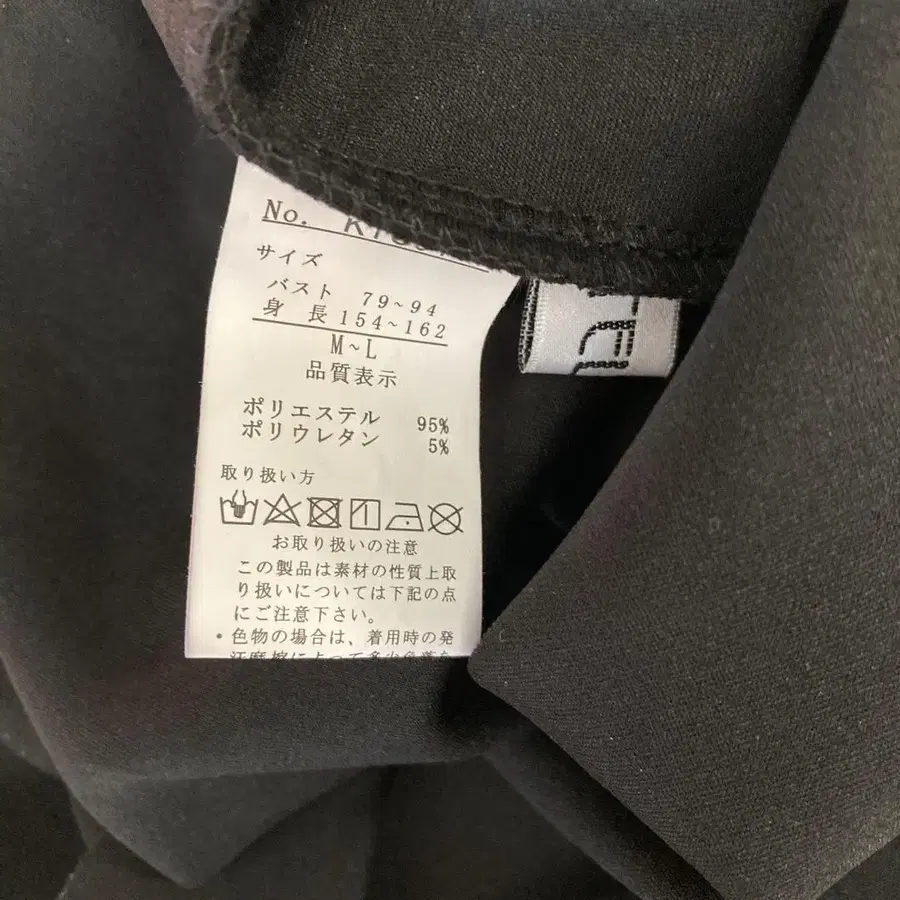 No.
サイズ
バスト 79~94
身 長 154~162
M~L
品質表示
ポリエステル 95%
ポリウレタン 5%
取り扱い方
お取り扱いの注意
この製品は素材の性質上取
り扱いについては下記の点
にご注意下さい。
・色物の場合は、着用時の発